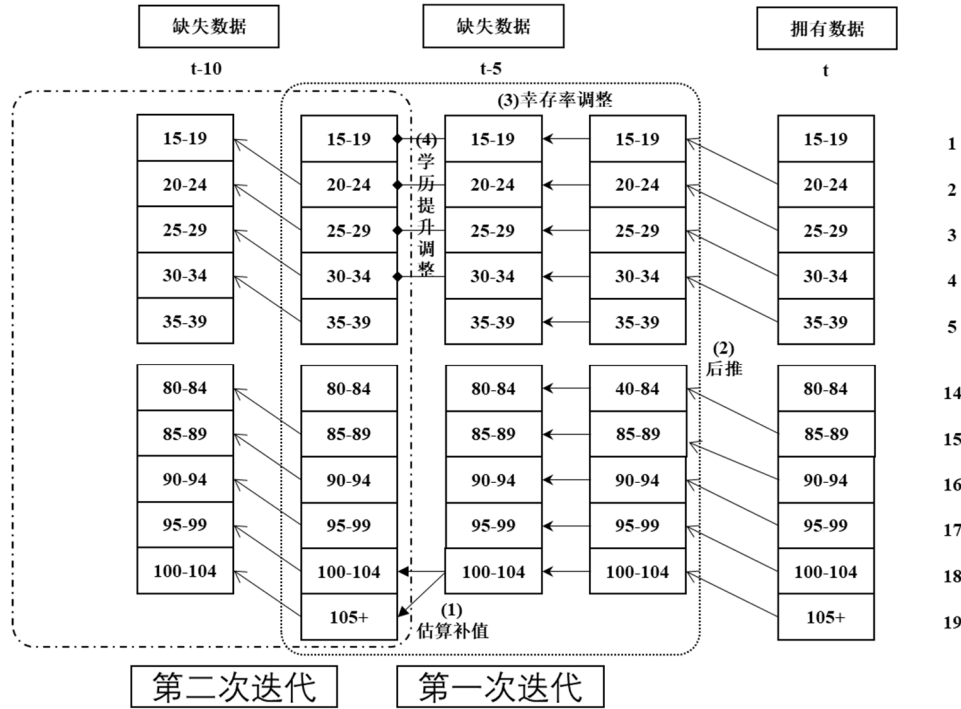 缺失数据 缺失数据 拥有数据
t-10 t-5 t
(3)幸存率调整
15-19 15-19 15-19 15-19 15-19 1
20-24 20-24 20-24 20-24 20-24 2
25-29 25-29 25-29 25-29 25-29 3
30-34 30-34 30-34 30-34 30-34 4
35-39 35-39 35-39 35-39 35-39 5
(4)
学
历
提
升
调
整
(2)
后推
80-84 80-84 80-84 40-84 80-84 14
85-89 85-89 85-89 85-89 85-89 15
90-94 90-94 90-94 90-94 90-94 16
95-99 95-99 95-99 95-99 95-99 17
100-104 100-104 100-104 100-104 100-104 18
105+ 105+ 19
(1)
估算补值
第二次迭代 第一次迭代